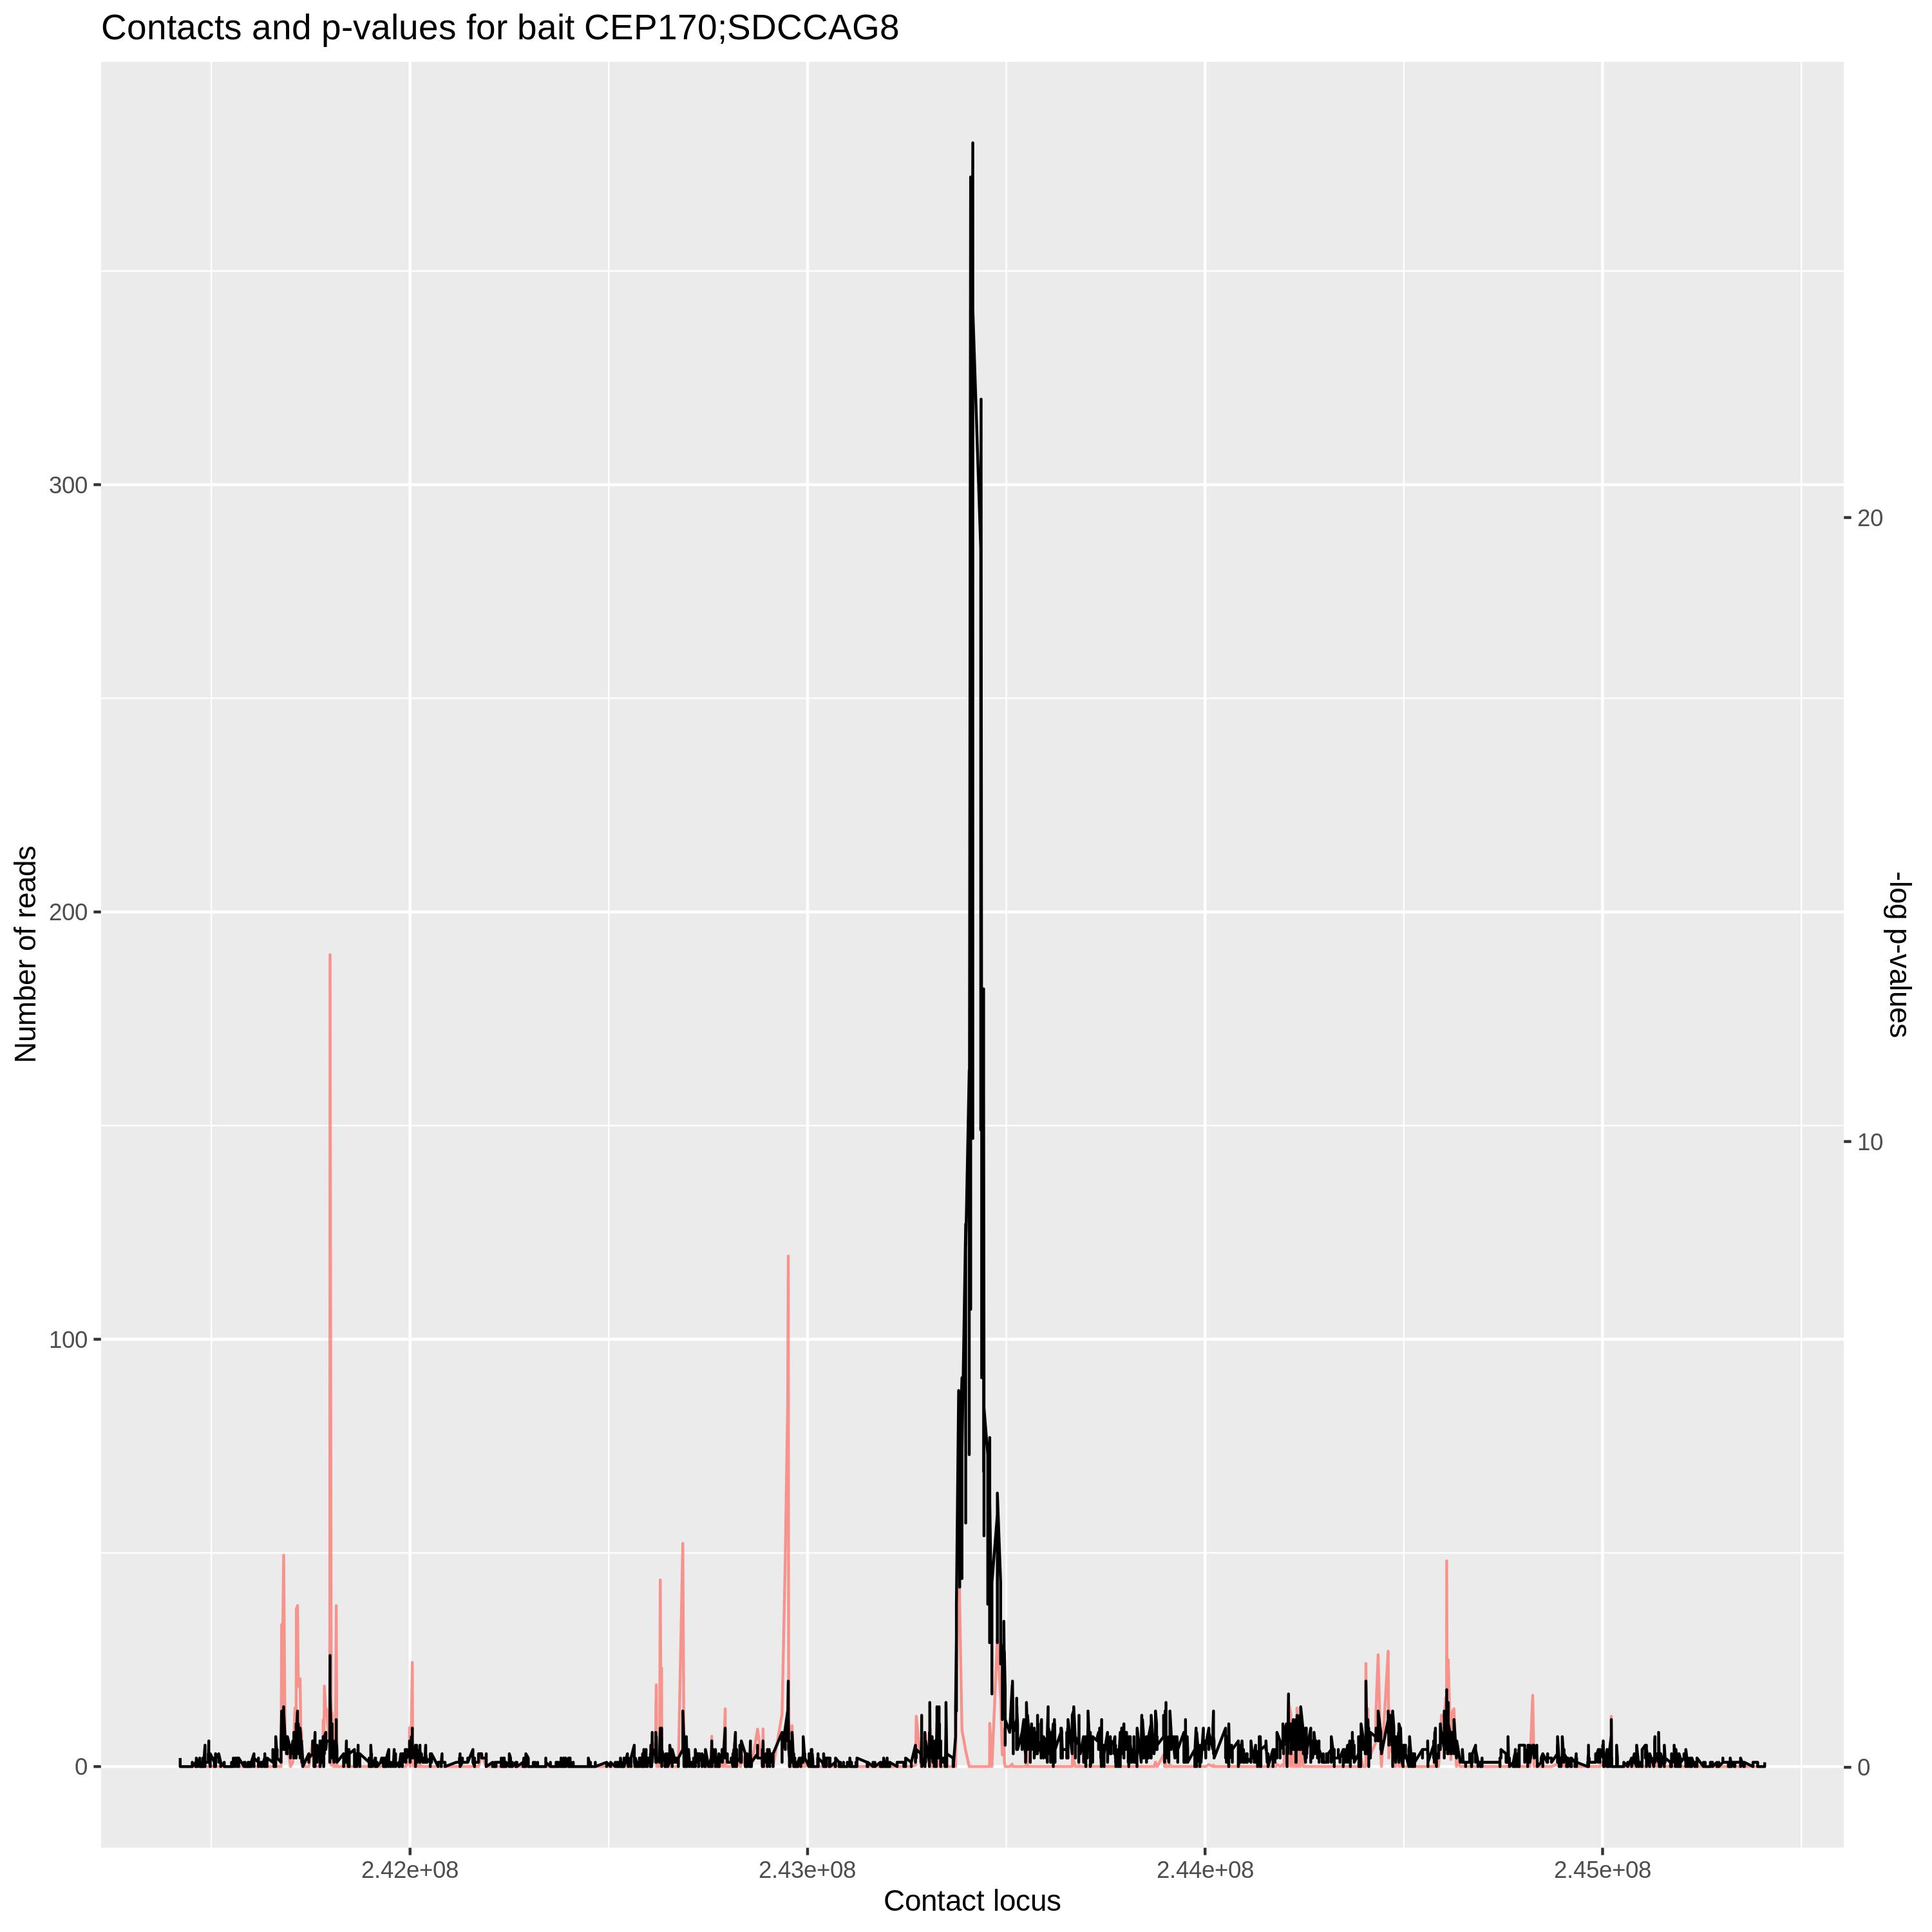 Contacts and p-values for bait CEP170;SDCCAG8
300
200
100
0
Number of reads
20
10
0
-log p-values
2.42e+08
2.43e+08
2.44e+08
2.45e+08
Contact locus